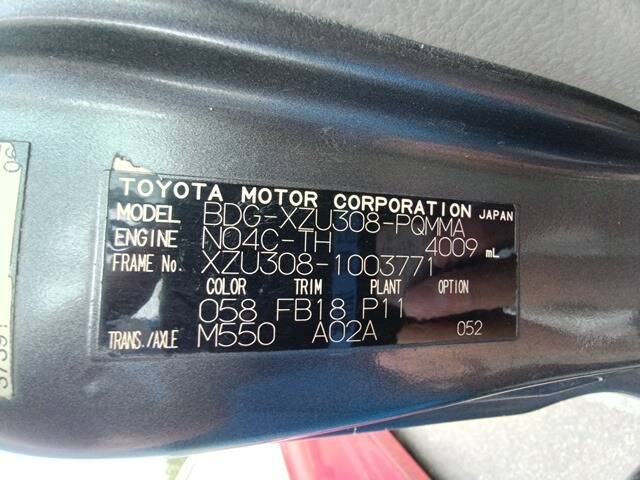 TOYOTA MOTOR CORPORATION JAPAN
MODEL BDG-XZU308-PQMMA
ENGINE N04C-TH 4009 mL
FRAME No. XZU308-1003771
COLOR TRIM PLANT OPTION
058 FB18 P11
TRANS./AXLE M550 A02A 052